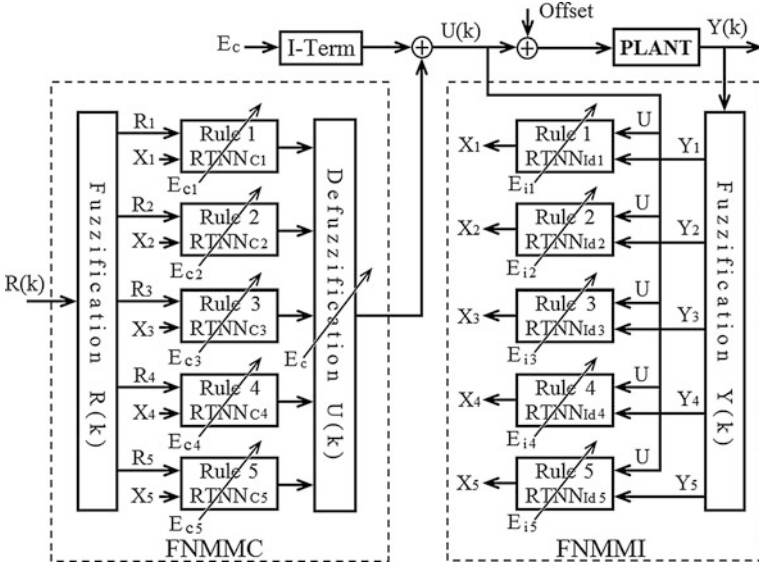 Offset
Ec I-Term U(k) PLANT Y(k)
R(k)
Fuzzification R(k)
R1
X1
Rule 1
RTNNC1
Ec1
R2
X2
Rule 2
RTNNC2
Ec2
R3
X3
Rule 3
RTNNC3
Ec3
R4
X4
Rule 4
RTNNC4
Ec4
R5
X5
Rule 5
RTNNC5
Ec5
Defuzzification U(k)
Ec
FNMMC
X1
Rule 1
RTNNId1
Ei1
U
Y1
X2
Rule 2
RTNNId2
Ei2
U
Y2
X3
Rule 3
RTNNId3
Ei3
U
Y3
X4
Rule 4
RTNNId4
Ei4
U
Y4
X5
Rule 5
RTNNId5
Ei5
U
Y5
Fuzzification Y(k)
FNMMI